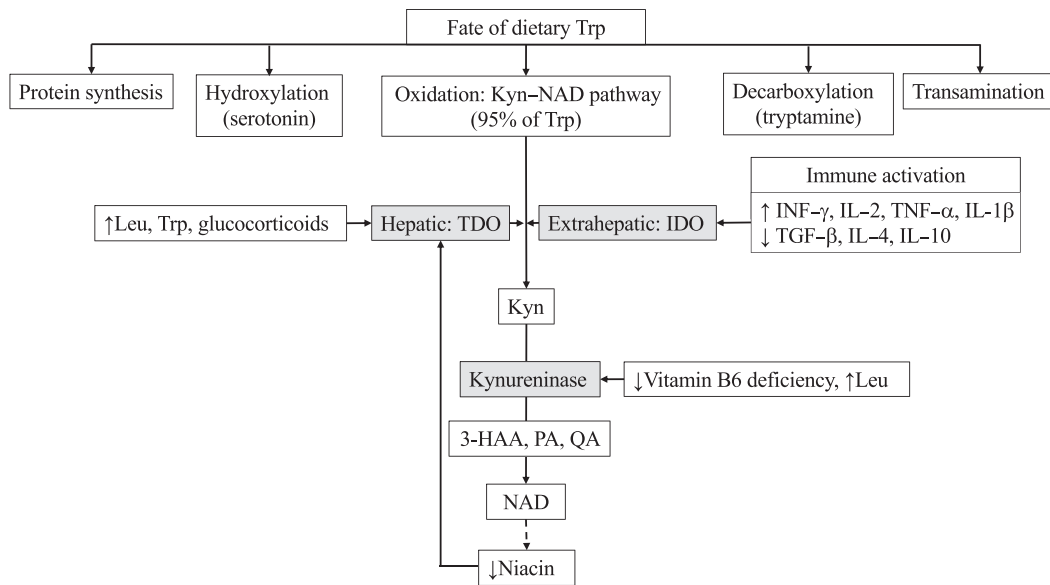 Fate of dietary Trp
Protein synthesis
Hydroxylation
(serotonin)
Oxidation: Kyn–NAD pathway
(95% of Trp)
Decarboxylation
(tryptamine)
Transamination
Immune activation
↑ INF–γ, IL–2, TNF–α, IL–1β
↓ TGF–β, IL–4, IL–10
↑Leu, Trp, glucocorticoids
Hepatic: TDO
Extrahepatic: IDO
Kyn
Kynureninase
↓Vitamin B6 deficiency, ↑Leu
3-HAA, PA, QA
NAD
↓Niacin